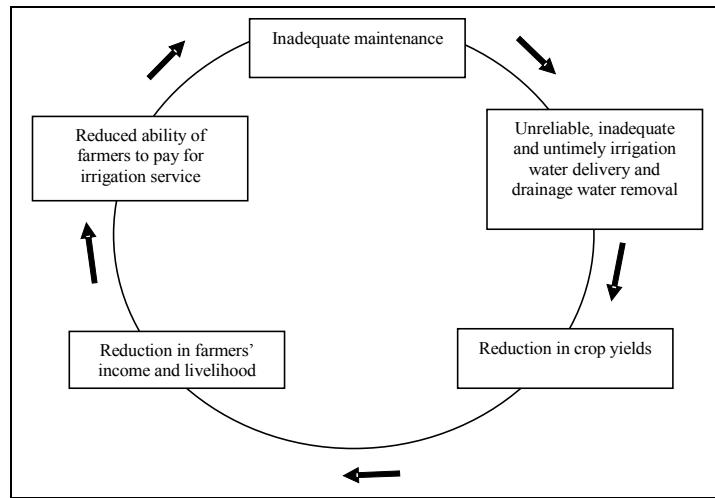 Inadequate maintenance
Unreliable, inadequate
and untimely irrigation
water delivery and
drainage water removal
Reduction in crop yields
Reduction in farmers’
income and livelihood
Reduced ability of
farmers to pay for
irrigation service